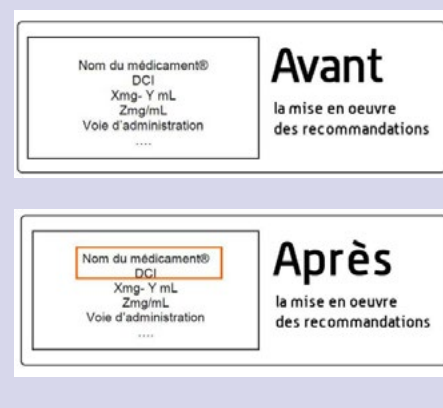 Nom du médicament®
DCI
Xmg- Y mL
Zmg/mL
Voie d'administration
....
Avant
la mise en oeuvre
des recommandations
Nom du médicament®
DCI
Xmg- Y mL
Zmg/mL
Voie d'administration
....
Après
la mise en oeuvre
des recommandations